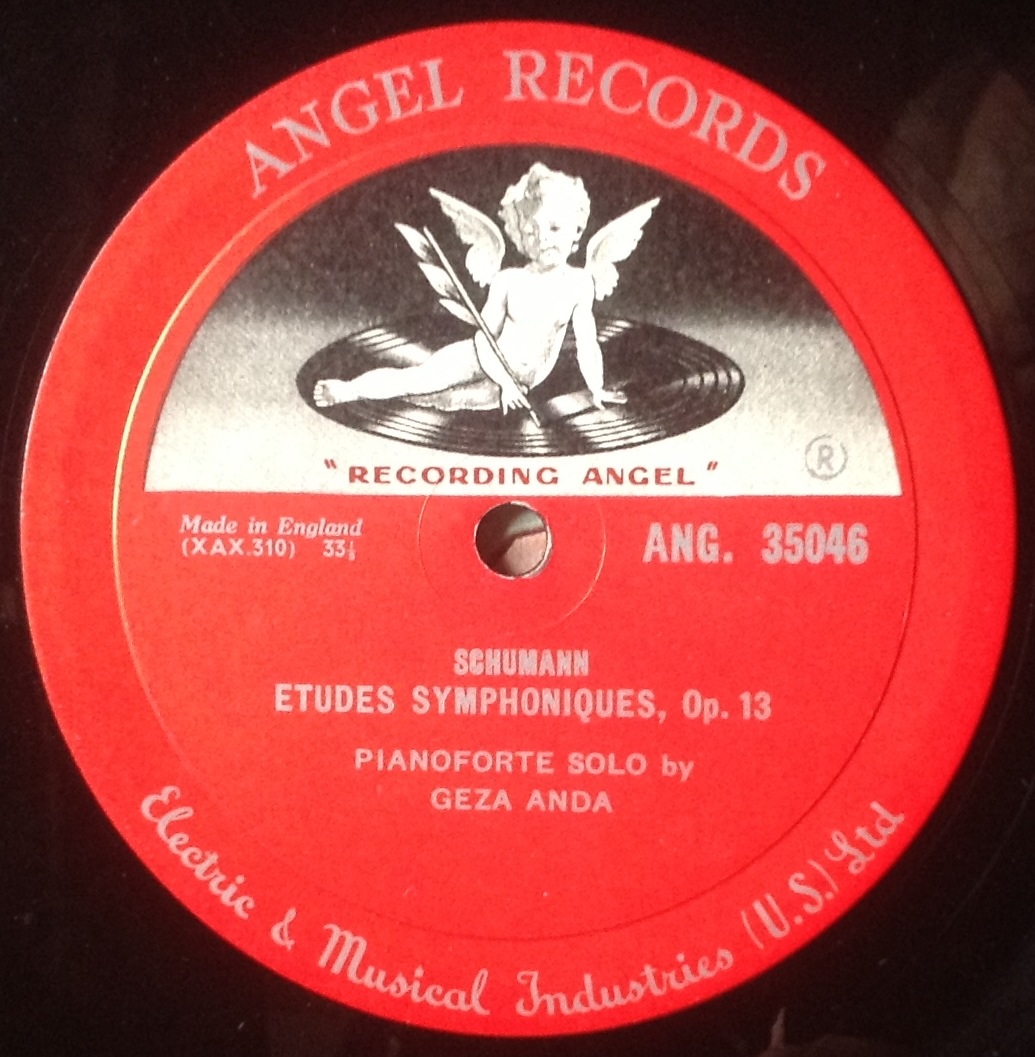 ANGEL RECORDS
"RECORDING ANGEL"
®
Made in England
(XAX.310) 33⅓
ANG. 35046
SCHUMANN
ETUDES SYMPHONIQUES, Op. 13
PIANOFORTE SOLO by
GEZA ANDA
Electric & Musical Industries (U.S.) Ltd